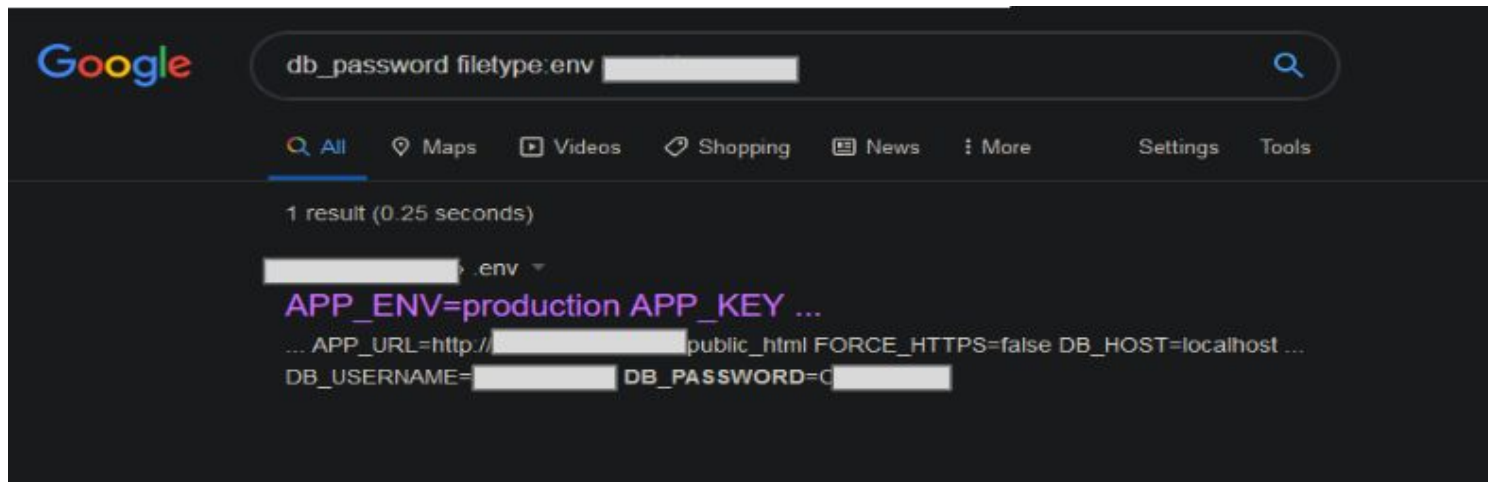 Google
db_password filetype:env
All Maps Videos Shopping News More Settings Tools
1 result (0.25 seconds)
› .env
APP_ENV=production APP_KEY ...
... APP_URL=http:// public_html FORCE_HTTPS=false DB_HOST=localhost ...
DB_USERNAME= DB_PASSWORD=C